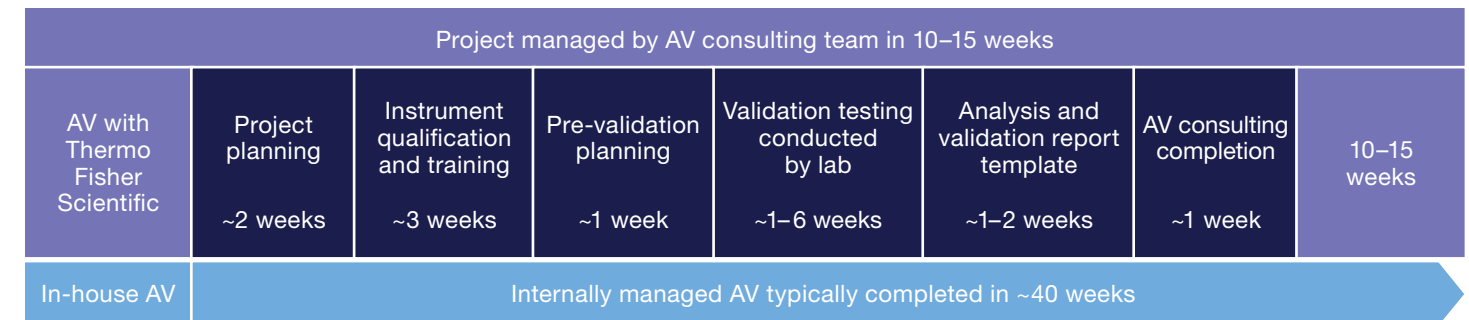 Project managed by AV consulting team in 10–15 weeks
AV with
Thermo
Fisher
Scientific
Project
planning
~2 weeks
Instrument
qualification
and training
~3 weeks
Pre-validation
planning
~1 week
Validation testing
conducted
by lab
~1–6 weeks
Analysis and
validation report
template
~1–2 weeks
AV consulting
completion
~1 week
10–15
weeks
In-house AV
Internally managed AV typically completed in ~40 weeks